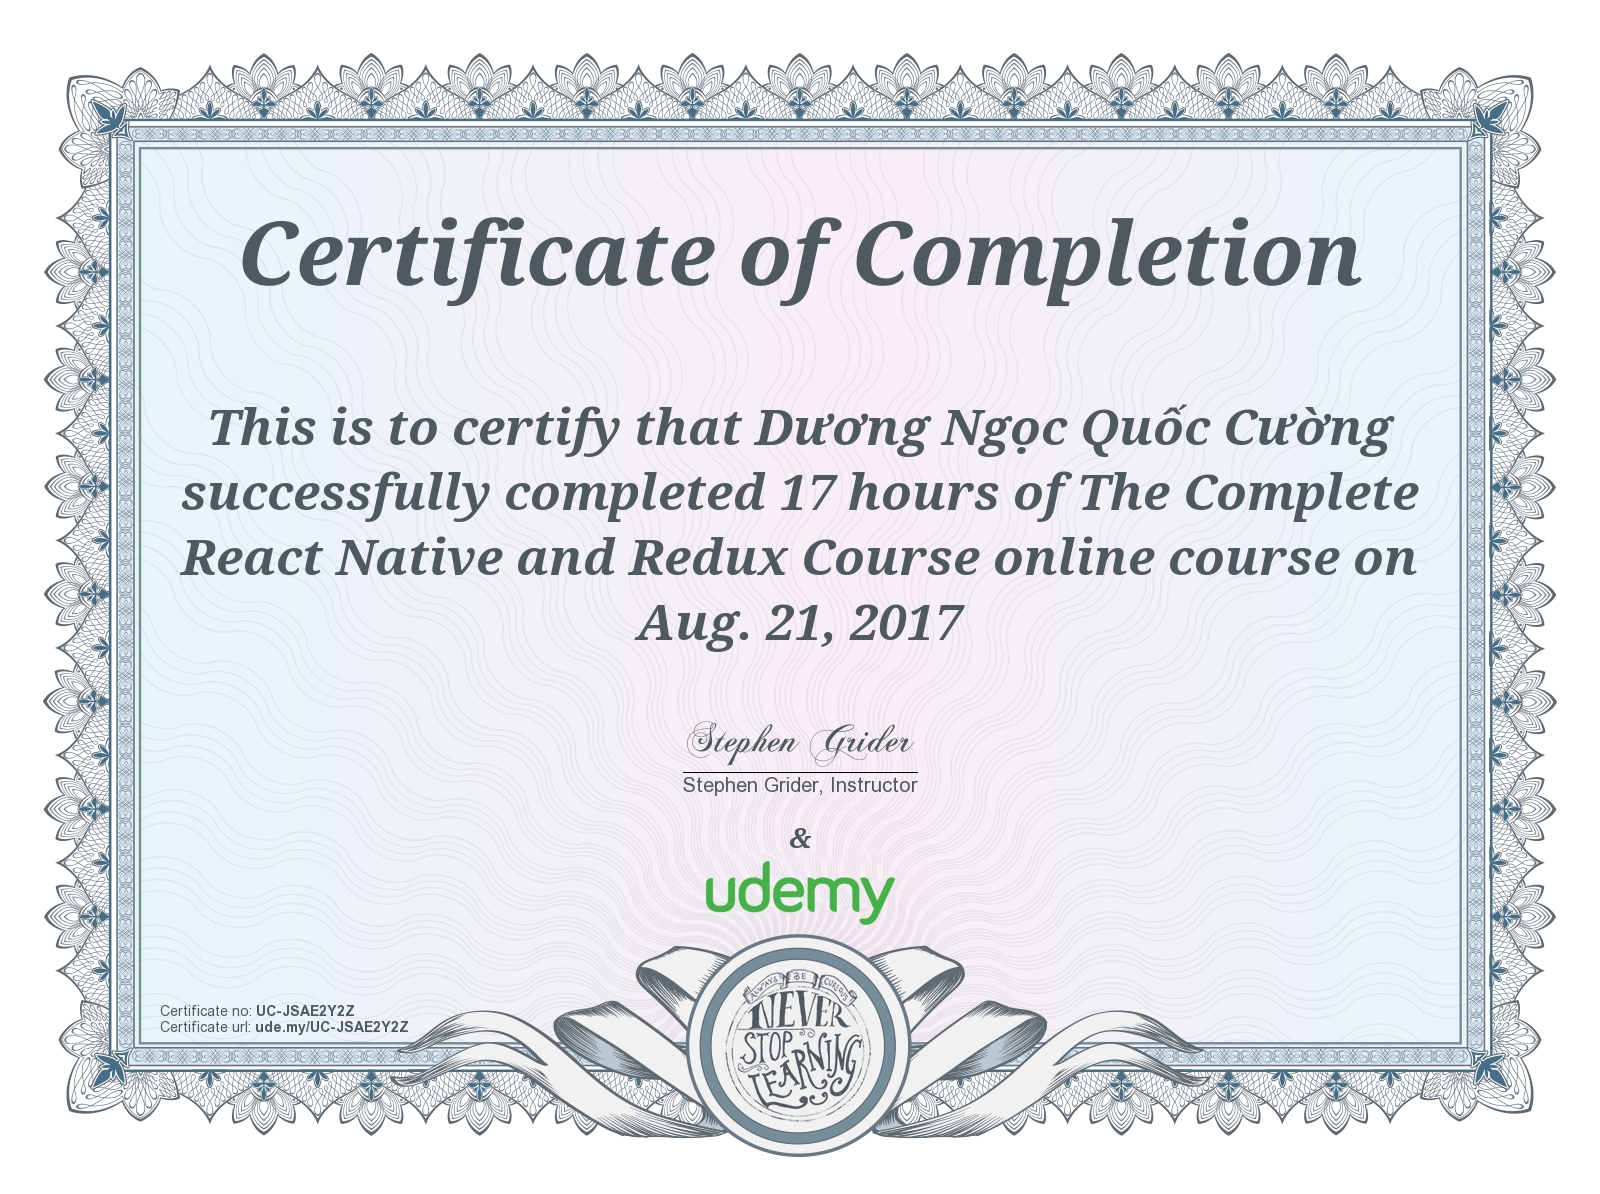 Certificate of Completion
This is to certify that Dương Ngọc Quốc Cường
successfully completed 17 hours of The Complete
React Native and Redux Course online course on
Aug. 21, 2017
Stephen Grider
Stephen Grider, Instructor
&
udemy
Certificate no: UC-JSAE2Y2Z
Certificate url: ude.my/UC-JSAE2Y2Z
ALWAYS BE CURIOUS
NEVER
STOP
LEARNING